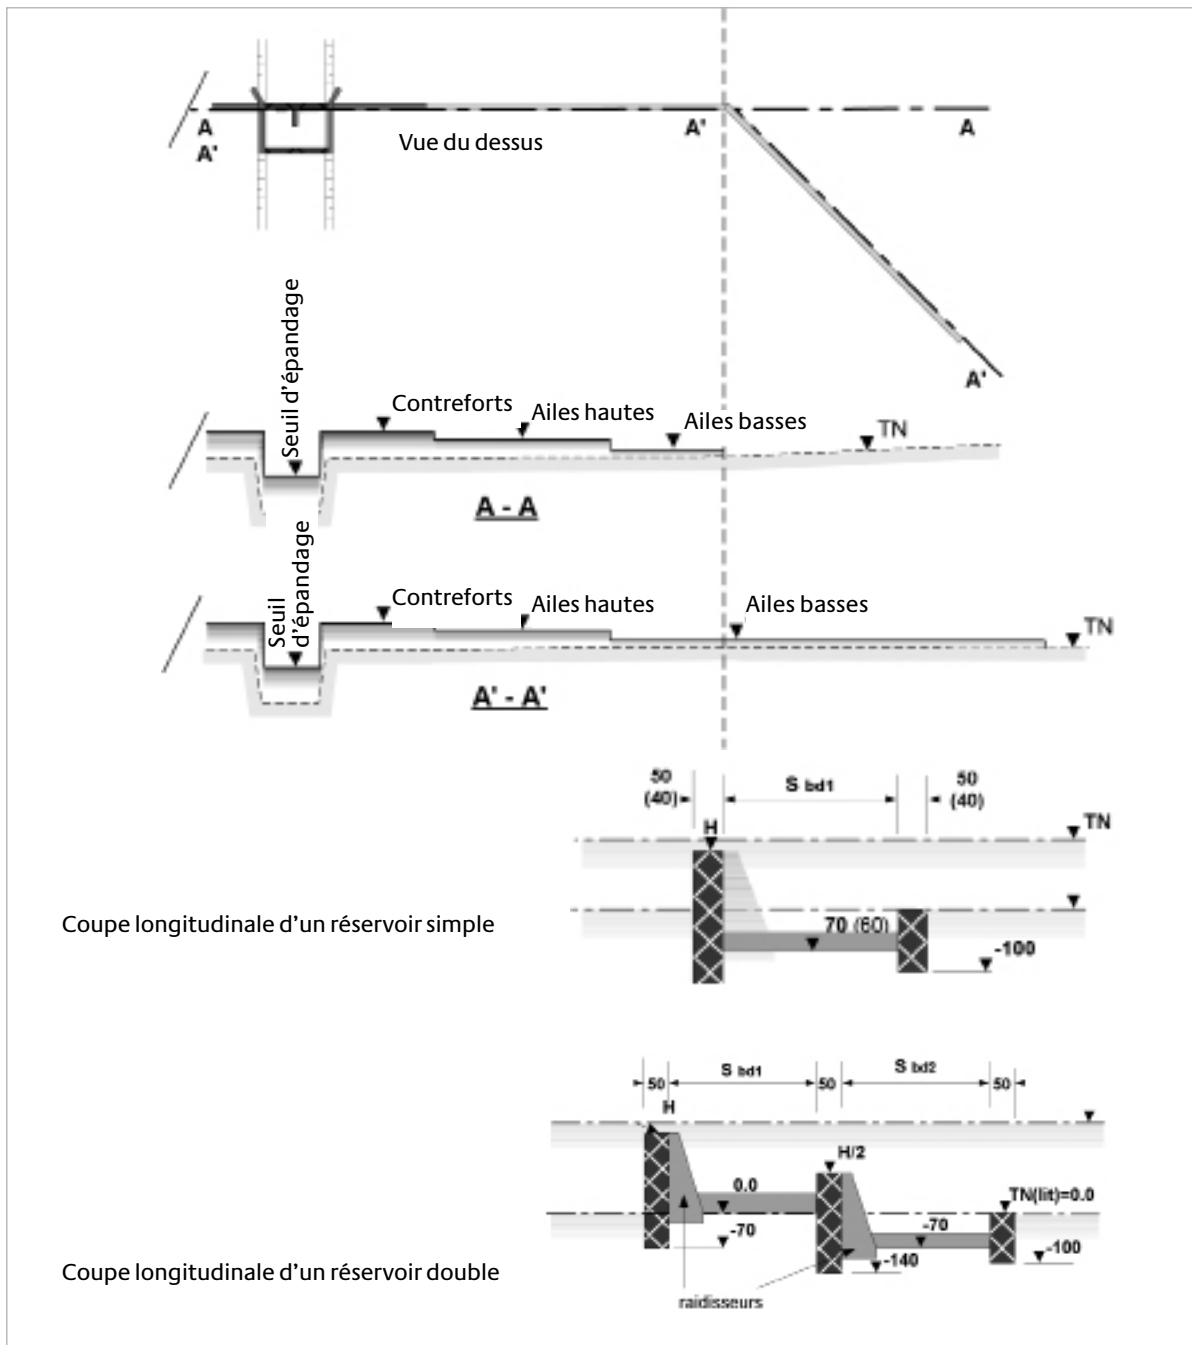 A
A'
Vue du dessus
A'
A
A'
Seuil d'épandage
Contreforts
Ailes hautes
Ailes basses
TN
A - A
Seuil
d'épandage
Contreforts
Ailes hautes
Ailes basses
TN
A' - A'
50
(40)
S bd1
50
(40)
H
TN
Coupe longitudinale d'un réservoir simple
70 (60)
-100
50
S bd1
50
S bd2
50
H
H/2
0.0
TN(lit)=0.0
-70
-70
-140
-100
Coupe longitudinale d'un réservoir double
raidisseurs